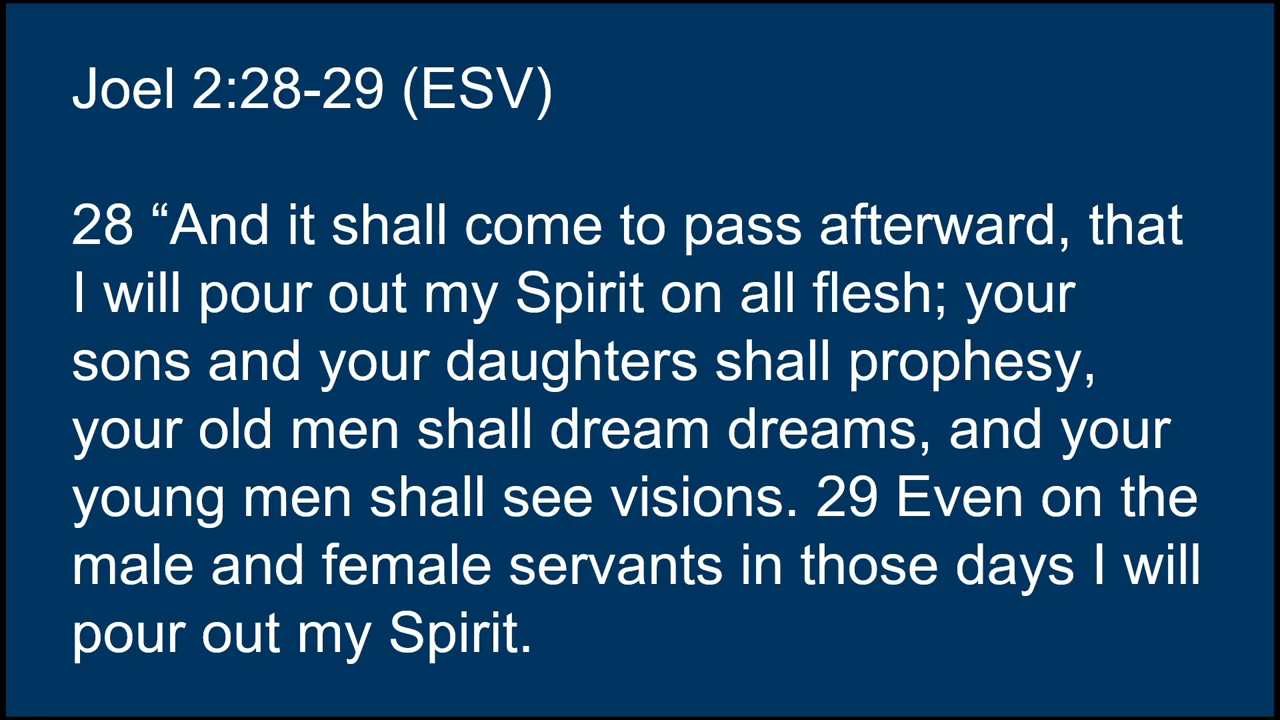 Joel 2:28-29 (ESV)
28 “And it shall come to pass afterward, that
I will pour out my Spirit on all flesh; your
sons and your daughters shall prophesy,
your old men shall dream dreams, and your
young men shall see visions. 29 Even on the
male and female servants in those days I will
pour out my Spirit.